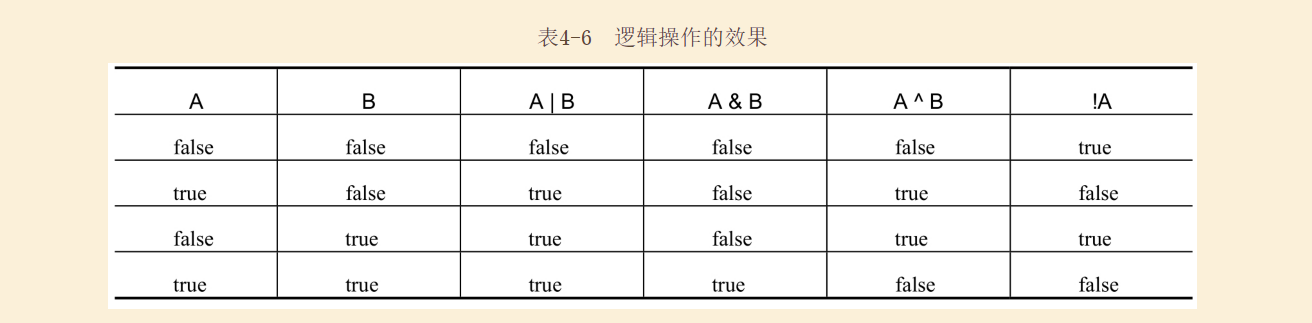 表4-6 逻辑操作的效果
A B A | B A & B A ^ B !A
false false false false false true
true false true false true false
false true true false true true
true true true true false false